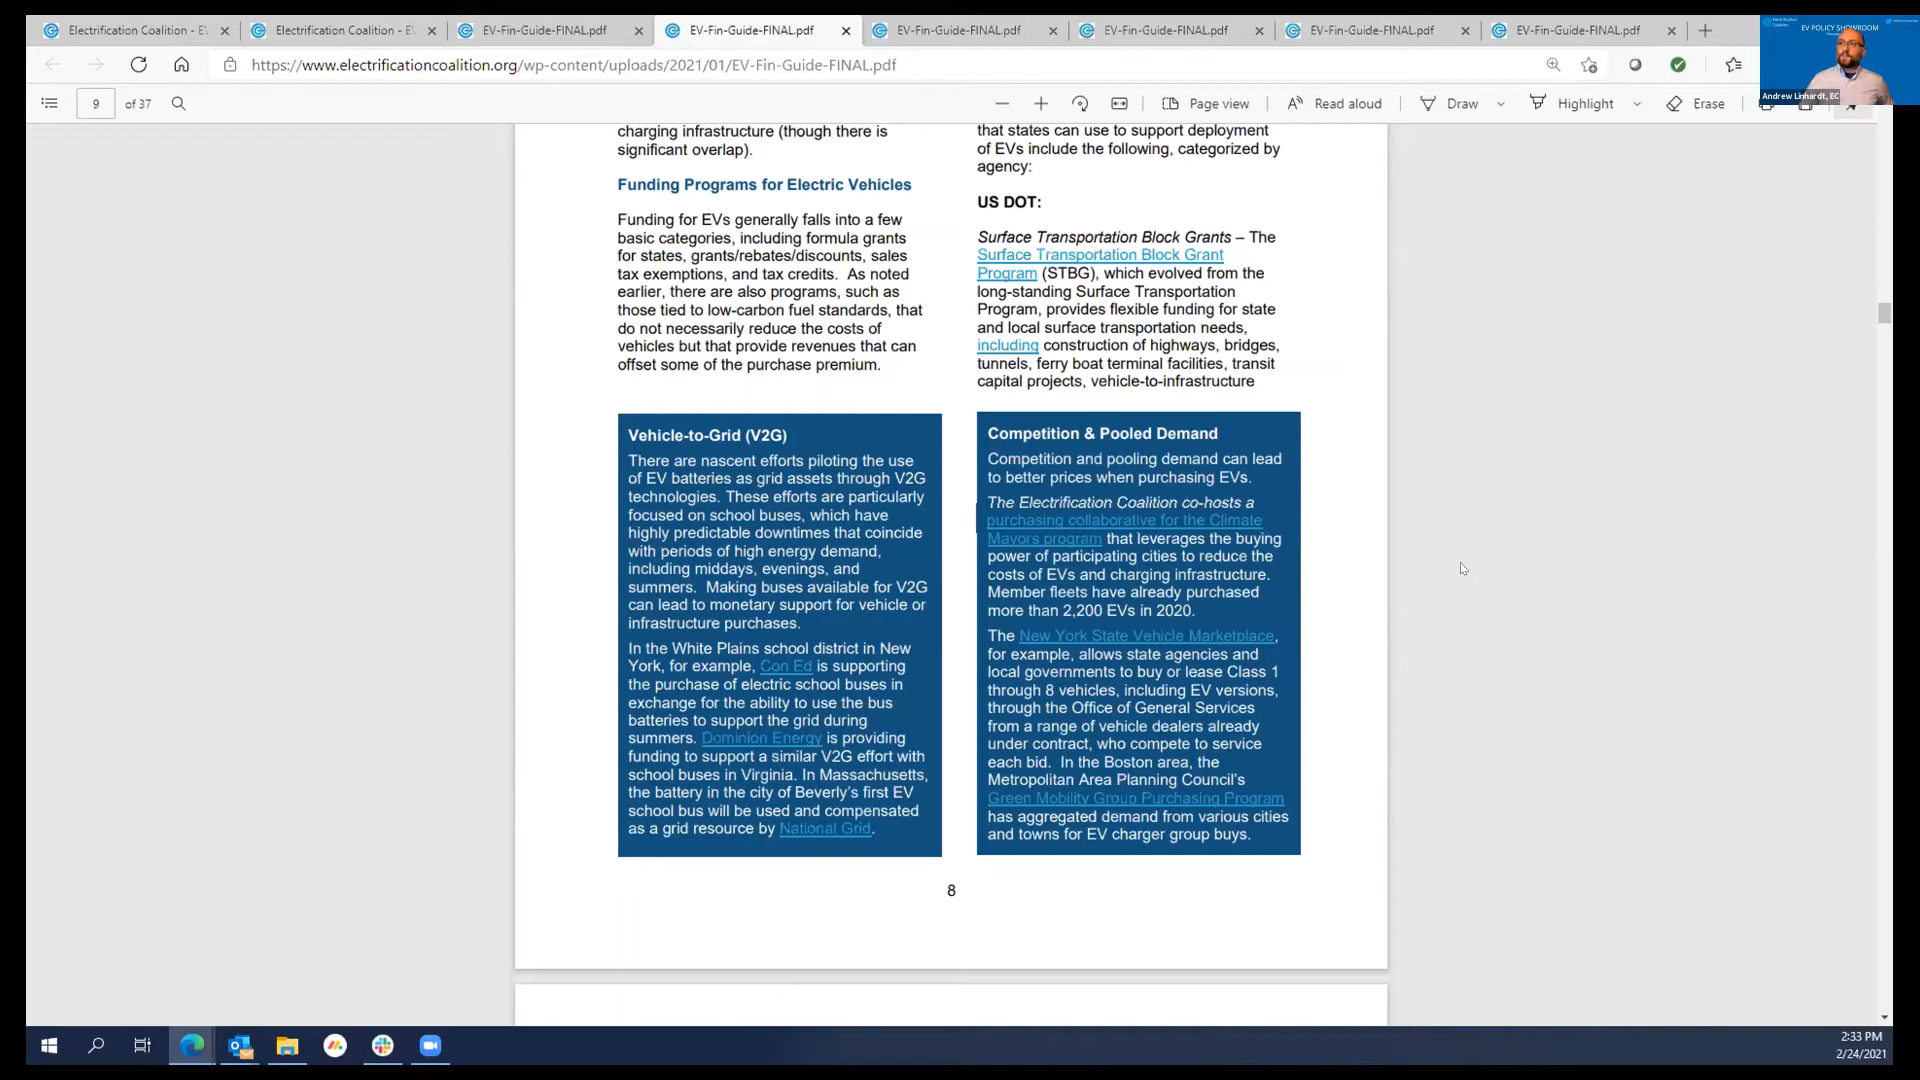 Electrification Coalition - E
Electrification Coalition - E
EV-Fin-Guide-FINAL.pdf
EV-Fin-Guide-FINAL.pdf
EV-Fin-Guide-FINAL.pdf
EV-Fin-Guide-FINAL.pdf
EV-Fin-Guide-FINAL.pdf
EV-Fin-Guide-FINAL.pdf
https://www.electrificationcoalition.org/wp-content/uploads/2021/01/EV-Fin-Guide-FINAL.pdf
EV POLICY SHOWROOM
Andrew Linhardt, EC
9 of 37
Page view
Read aloud
Draw
Highlight
Erase
charging infrastructure (though there is
significant overlap).
Funding Programs for Electric Vehicles
Funding for EVs generally falls into a few
basic categories, including formula grants
for states, grants/rebates/discounts, sales
tax exemptions, and tax credits.  As noted
earlier, there are also programs, such as
those tied to low-carbon fuel standards, that
do not necessarily reduce the costs of
vehicles but that provide revenues that can
offset some of the purchase premium.
Vehicle-to-Grid (V2G)
There are nascent efforts piloting the use
of EV batteries as grid assets through V2G
technologies. These efforts are particularly
focused on school buses, which have
highly predictable downtimes that coincide
with periods of high energy demand,
including middays, evenings, and
summers.  Making buses available for V2G
can lead to monetary support for vehicle or
infrastructure purchases.
In the White Plains school district in New
York, for example, Con Ed is supporting
the purchase of electric school buses in
exchange for the ability to use the bus
batteries to support the grid during
summers. Dominion Energy is providing
funding to support a similar V2G effort with
school buses in Virginia. In Massachusetts,
the battery in the city of Beverly's first EV
school bus will be used and compensated
as a grid resource by National Grid.
that states can use to support deployment
of EVs include the following, categorized by
agency:
US DOT:
Surface Transportation Block Grants – The
Surface Transportation Block Grant
Program (STBG), which evolved from the
long-standing Surface Transportation
Program, provides flexible funding for state
and local surface transportation needs,
including construction of highways, bridges,
tunnels, ferry boat terminal facilities, transit
capital projects, vehicle-to-infrastructure
Competition & Pooled Demand
Competition and pooling demand can lead
to better prices when purchasing EVs.
The Electrification Coalition co-hosts a
purchasing collaborative for the Climate
Mayors program that leverages the buying
power of participating cities to reduce the
costs of EVs and charging infrastructure.
Member fleets have already purchased
more than 2,200 EVs in 2020.
The New York State Vehicle Marketplace,
for example, allows state agencies and
local governments to buy or lease Class 1
through 8 vehicles, including EV versions,
through the Office of General Services
from a range of vehicle dealers already
under contract, who compete to service
each bid.  In the Boston area, the
Metropolitan Area Planning Council's
Green Mobility Group Purchasing Program
has aggregated demand from various cities
and towns for EV charger group buys.
8
2:33 PM
2/24/2021